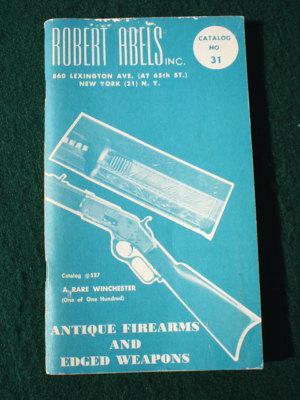 ROBERT ABELS INC.
860 LEXINGTON AVE. (AT 65th ST.)
NEW YORK (21) N. Y.
CATALOG
NO
31
Catalog @527
A RARE WINCHESTER
(One of One Hundred)
ANTIQUE FIREARMS
AND
EDGED WEAPONS